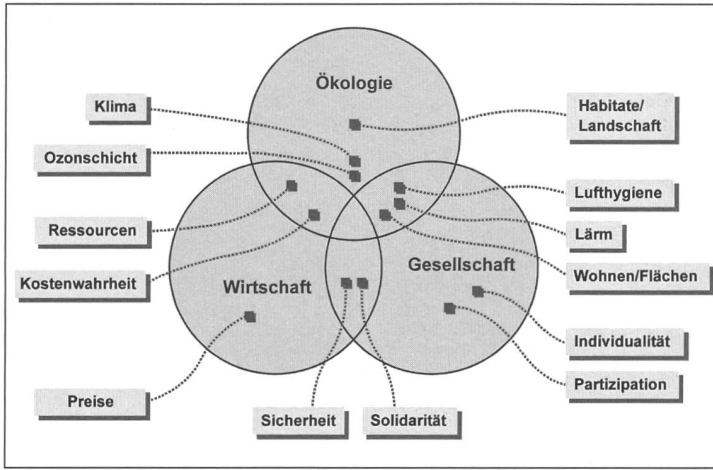 Ökologie
Klima
Habitate/
Landschaft
Ozonschicht
Lufthygiene
Ressourcen
Lärm
Gesellschaft
Wohnen/Flächen
Kostenwahrheit
Wirtschaft
Individualität
Partizipation
Preise
Sicherheit
Solidarität